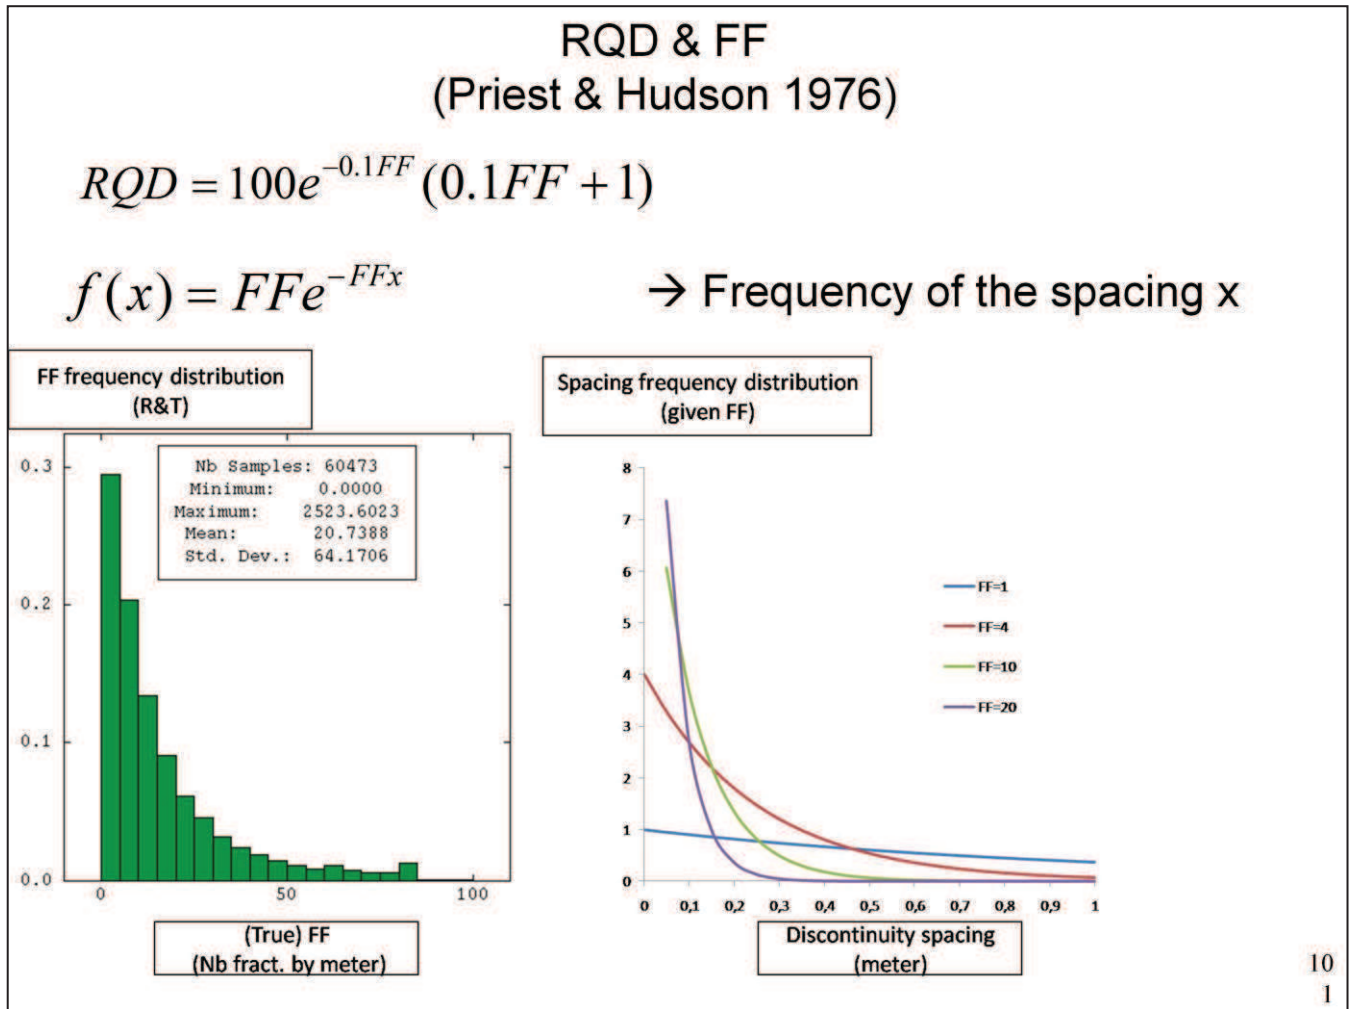 RQD & FF
(Priest & Hudson 1976)
RQD = 100e^{-0.1FF} (0.1FF + 1)
f(x) = FFe^{-FFx}
→ Frequency of the spacing x
FF frequency distribution
(R&T)
Nb Samples: 60473
Minimum: 0.0000
Maximum: 2523.6023
Mean: 20.7388
Std. Dev.: 64.1706
0.3
0.2
0.1
0.0
0 50 100
(True) FF
(Nb fract. by meter)
Spacing frequency distribution
(given FF)
8
7
6
5
4
3
2
1
0
0 0,1 0,2 0,3 0,4 0,5 0,6 0,7 0,8 0,9 1
FF=1
FF=4
FF=10
FF=20
Discontinuity spacing
(meter)
10
1